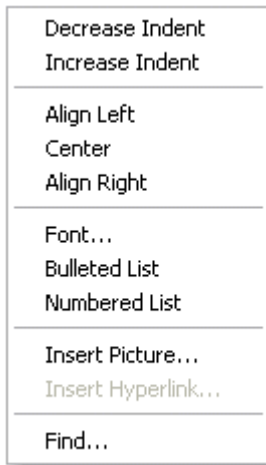 Decrease Indent
Increase Indent
Align Left
Center
Align Right
Font...
Bulleted List
Numbered List
Insert Picture...
Insert Hyperlink...
Find...